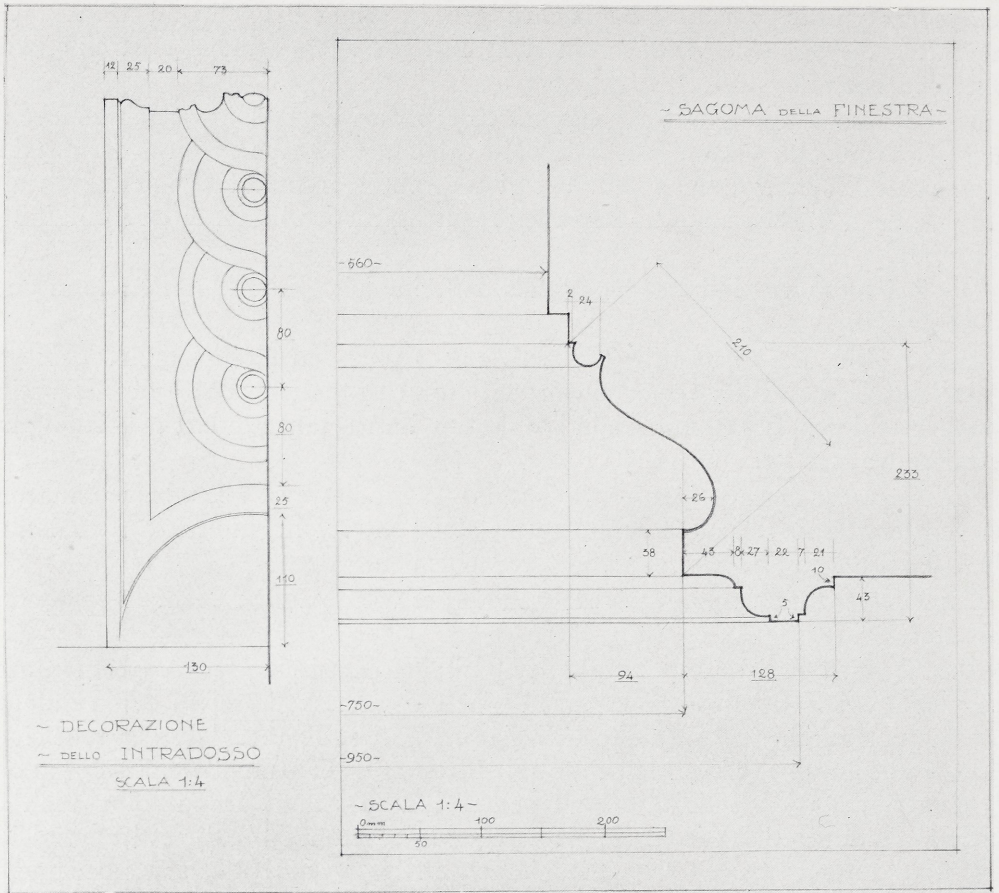 12 25 20 73
80
80
25
110
130
~ DECORAZIONE
~ DELLO INTRADOSSO
SCALA 1:4
~ SAGOMA DELLA FINESTRA ~
-560-
2 24
210
233
26
38
43 8 27 22 7 21
10
5
43
94 128
-750-
-950-
~ SCALA 1:4 ~
0 mm 100 200
50
C